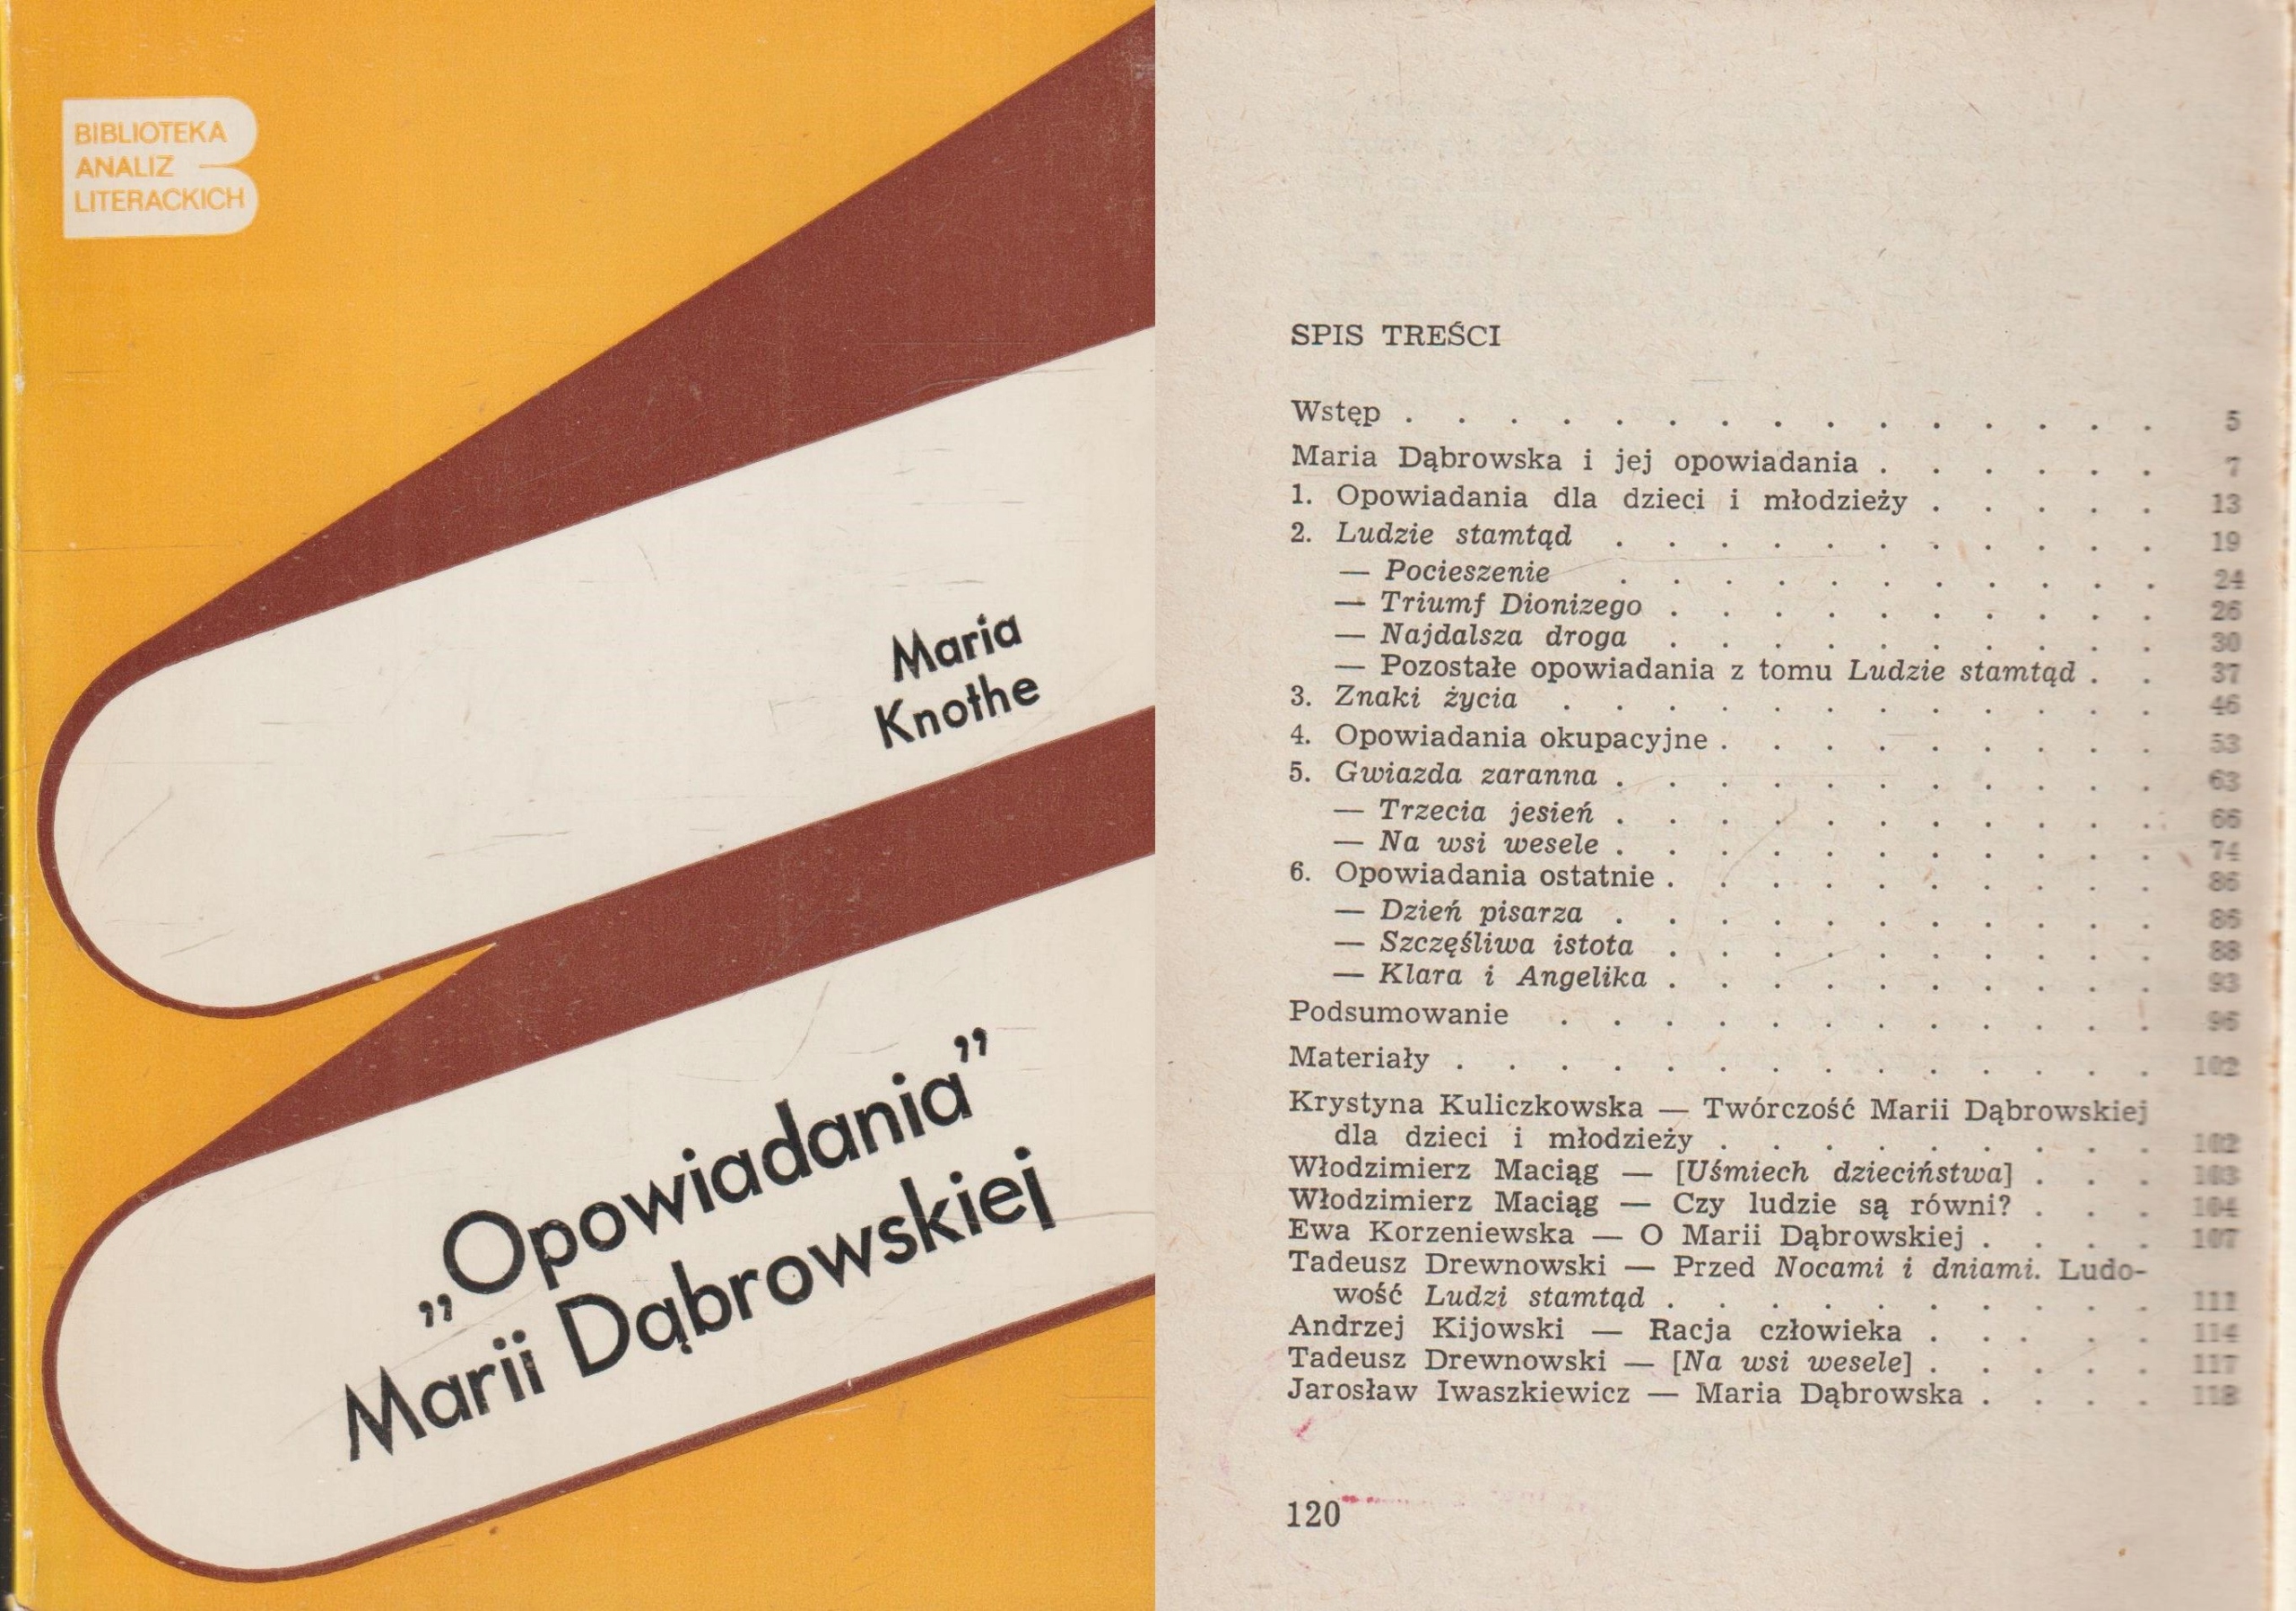 BIBLIOTEKA
ANALIZ
LITERACKICH
Maria
Knothe
„Opowiadania”
Marii Dąbrowskiej
SPIS TREŚCI
Wstęp . . . . . . . . . . . . . . . 5
Maria Dąbrowska i jej opowiadania . . . . . . 7
1. Opowiadania dla dzieci i młodzieży . . . . . 13
2. Ludzie stamtąd . . . . . . . . . . . 19
— Pocieszenie . . . . . . . . . . . 24
— Triumf Dionizego . . . . . . . . . . 26
— Najdalsza droga . . . . . . . . . . 30
— Pozostałe opowiadania z tomu Ludzie stamtąd . . 37
3. Znaki życia . . . . . . . . . . . . 46
4. Opowiadania okupacyjne . . . . . . . . . 53
5. Gwiazda zaranna . . . . . . . . . . . 63
— Trzecia jesień . . . . . . . . . . . 66
— Na wsi wesele . . . . . . . . . . . 74
6. Opowiadania ostatnie . . . . . . . . . . 86
— Dzień pisarza . . . . . . . . . . . 86
— Szczęśliwa istota . . . . . . . . . . 88
— Klara i Angelika . . . . . . . . . . 93
Podsumowanie . . . . . . . . . . . . 96
Materiały . . . . . . . . . . . . . . 102
Krystyna Kuliczkowska — Twórczość Marii Dąbrowskiej
dla dzieci i młodzieży . . . . . . . . . 102
Włodzimierz Maciąg — [Uśmiech dzieciństwa] . . . 103
Włodzimierz Maciąg — Czy ludzie są równi? . . . 104
Ewa Korzeniewska — O Marii Dąbrowskiej . . . . 107
Tadeusz Drewnowski — Przed Nocami i dniami. Ludo-
wość Ludzi stamtąd . . . . . . . . . . 111
Andrzej Kijowski — Racja człowieka . . . . . 114
Tadeusz Drewnowski — [Na wsi wesele] . . . . . 117
Jarosław Iwaszkiewicz — Maria Dąbrowska . . . . 118
120